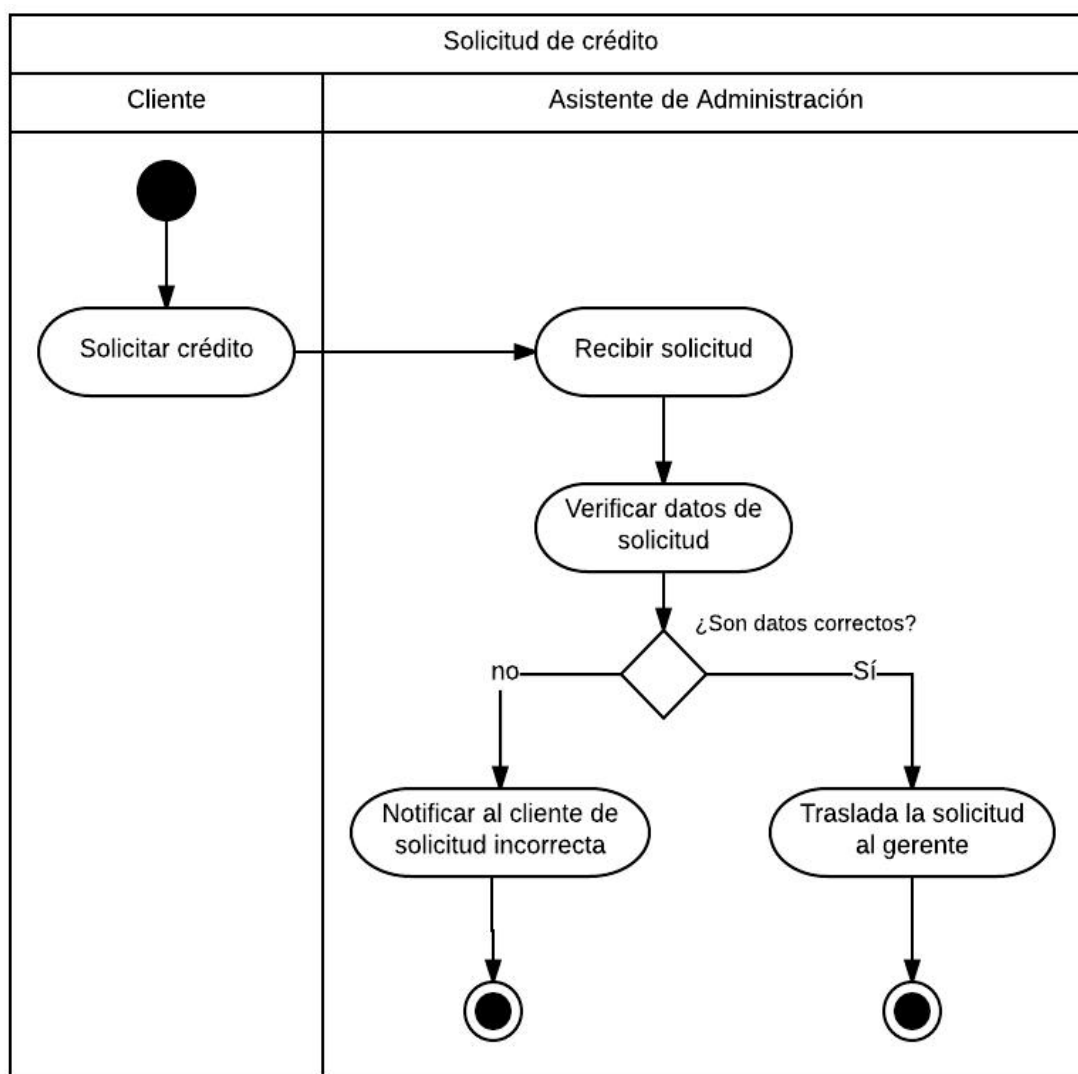 Solicitud de crédito
Cliente
Asistente de Administración
Solicitar crédito
Recibir solicitud
Verificar datos de
solicitud
¿Son datos correctos?
no
Sí
Notificar al cliente de
solicitud incorrecta
Traslada la solicitud
al gerente